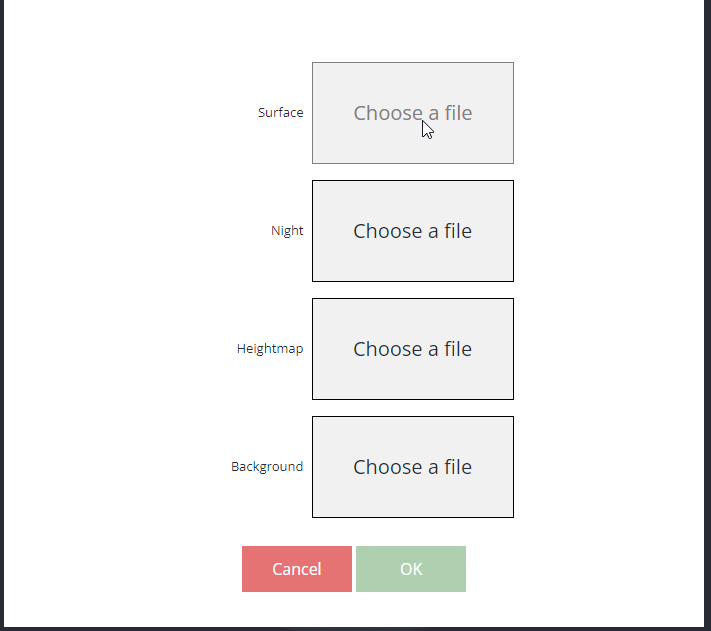 Surface Choose a file
Night Choose a file
Heightmap Choose a file
Background Choose a file
Cancel OK